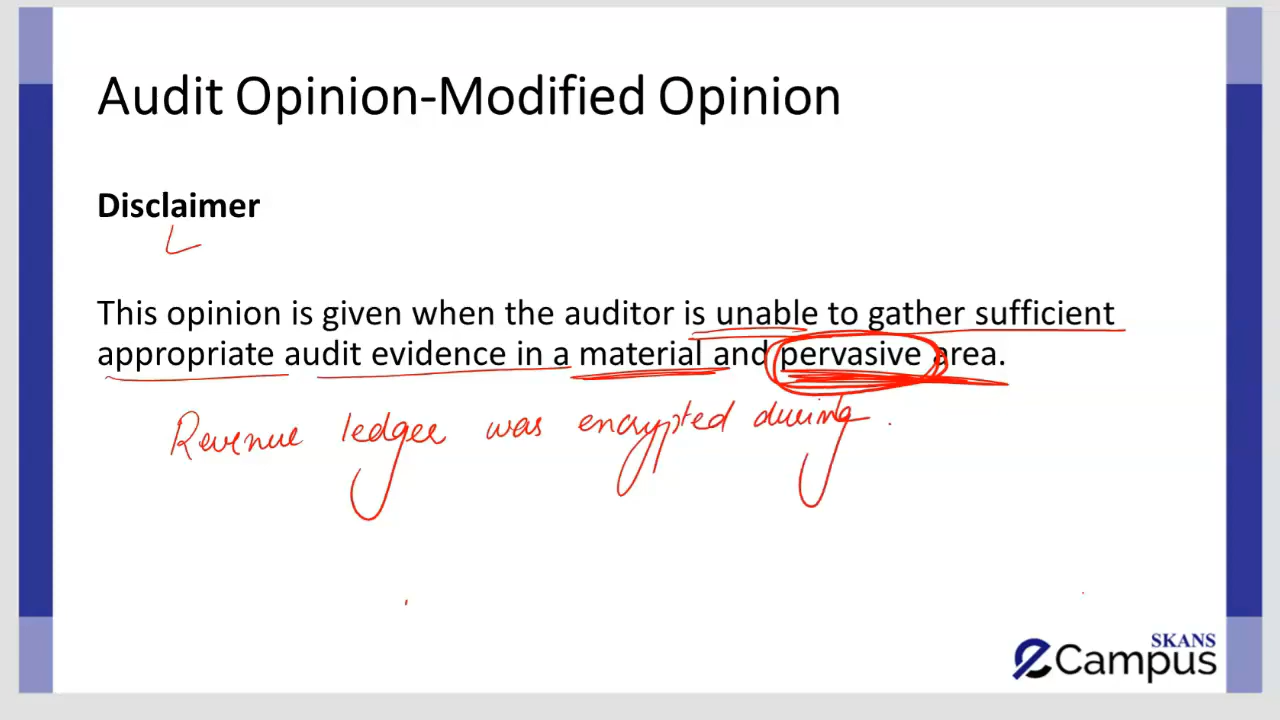 Audit Opinion-Modified Opinion
Disclaimer
This opinion is given when the auditor is unable to gather sufficient
appropriate audit evidence in a material and pervasive area.
Revenue ledger was encrypted during
SKANS
eCampus